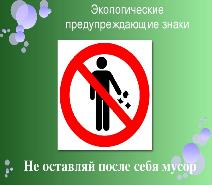 Экологические
предупреждающие знаки
Не оставляй после себя мусор